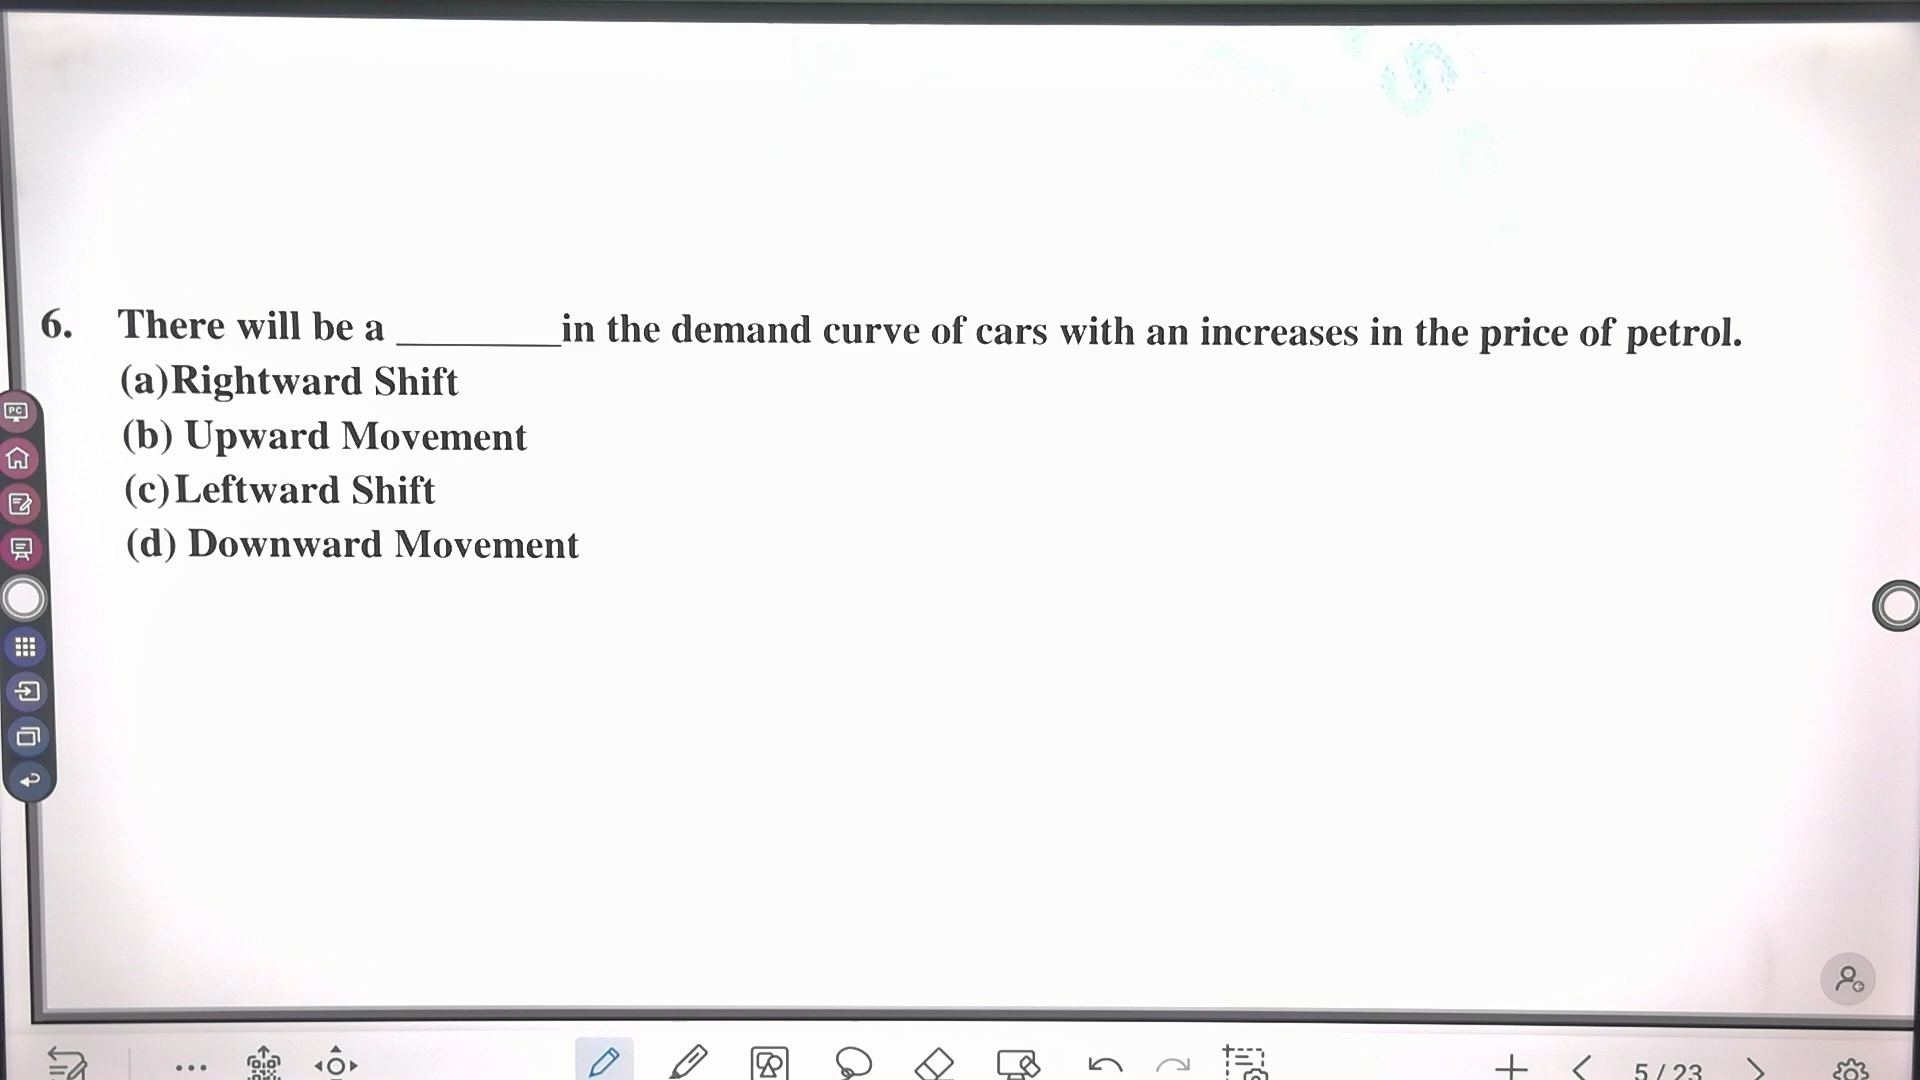 6. There will be a ________in the demand curve of cars with an increases in the price of petrol.
(a)Rightward Shift
(b) Upward Movement
(c)Leftward Shift
(d) Downward Movement
PC
5 / 23